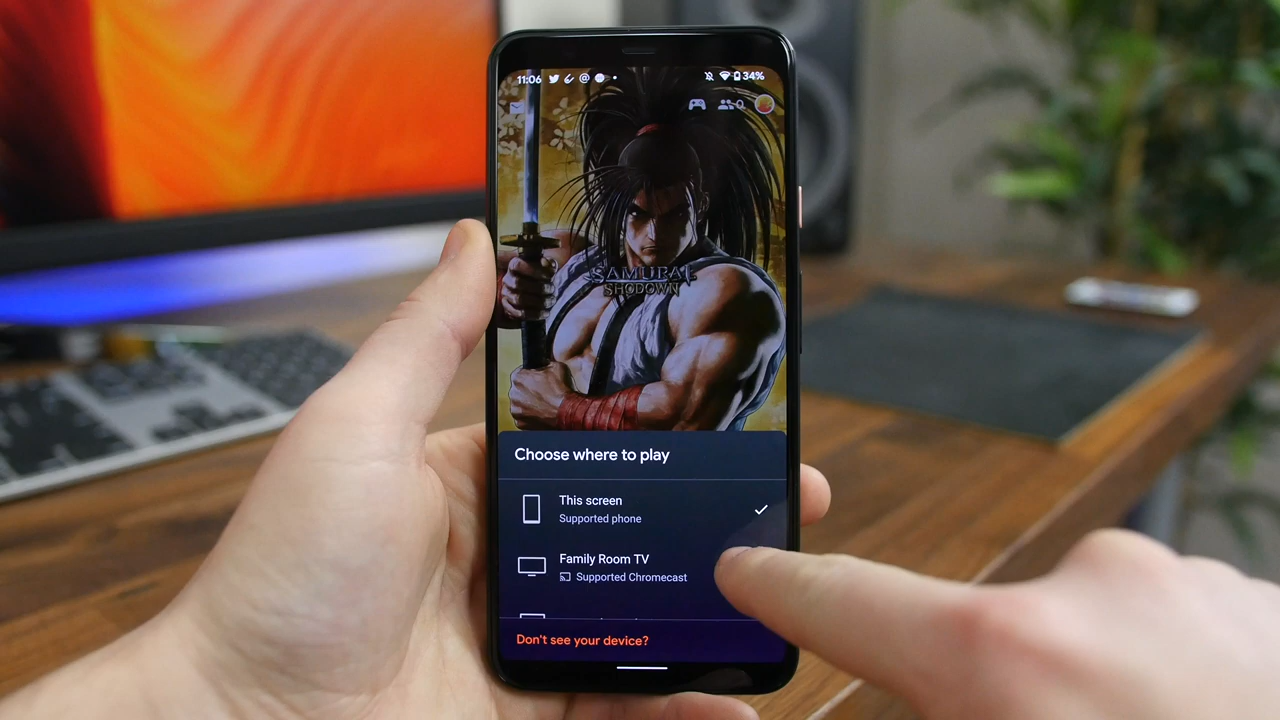 11:06
34%
SAMURAI
SHODOWN
Choose where to play
This screen
Supported phone
Family Room TV
Supported Chromecast
Don't see your device?